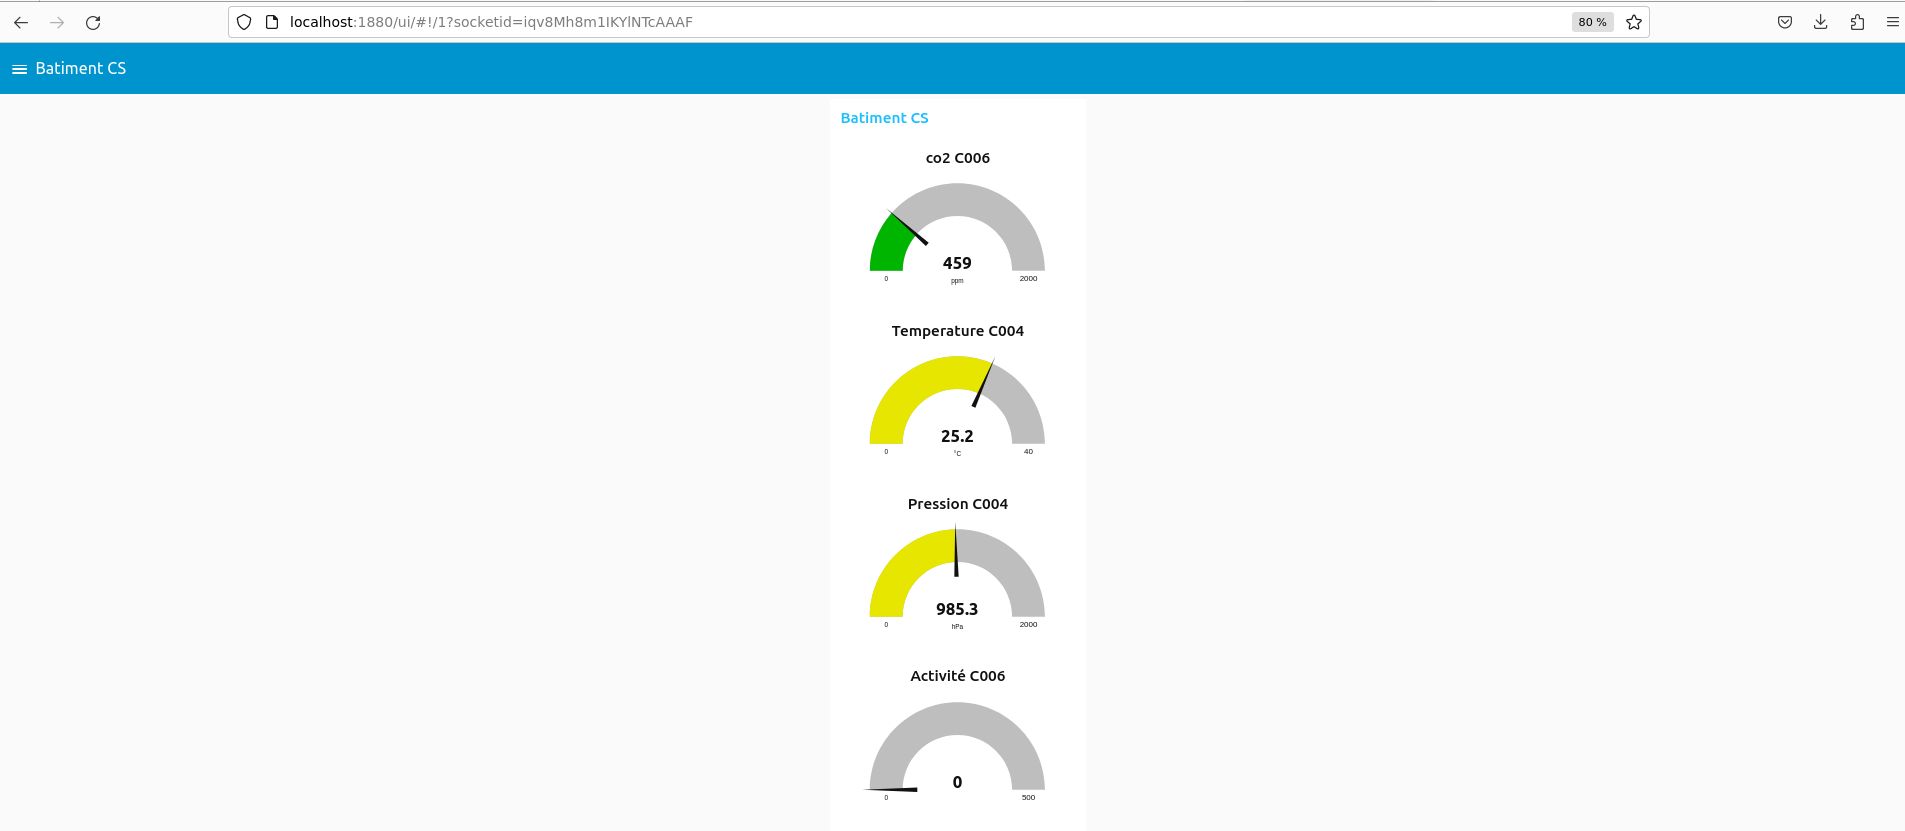 localhost:1880/ui/#!/1?socketid=iqv8Mh8m1IKYlNTcAAAF
80 %
Batiment CS
Batiment CS
co2 C006
459
0
ppm
2000
Temperature C004
25.2
0
°C
40
Pression C004
985.3
0
hPa
2000
Activité C006
0
0
500